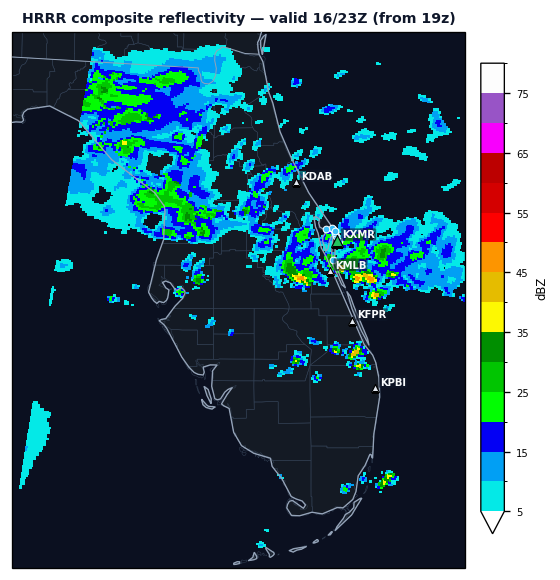 HRRR composite reflectivity — valid 16/23Z (from 19z)
75
65
KDAB
55
KXMR
45
KMLB
dBZ
KFPR
35
25
KPBI
15
5